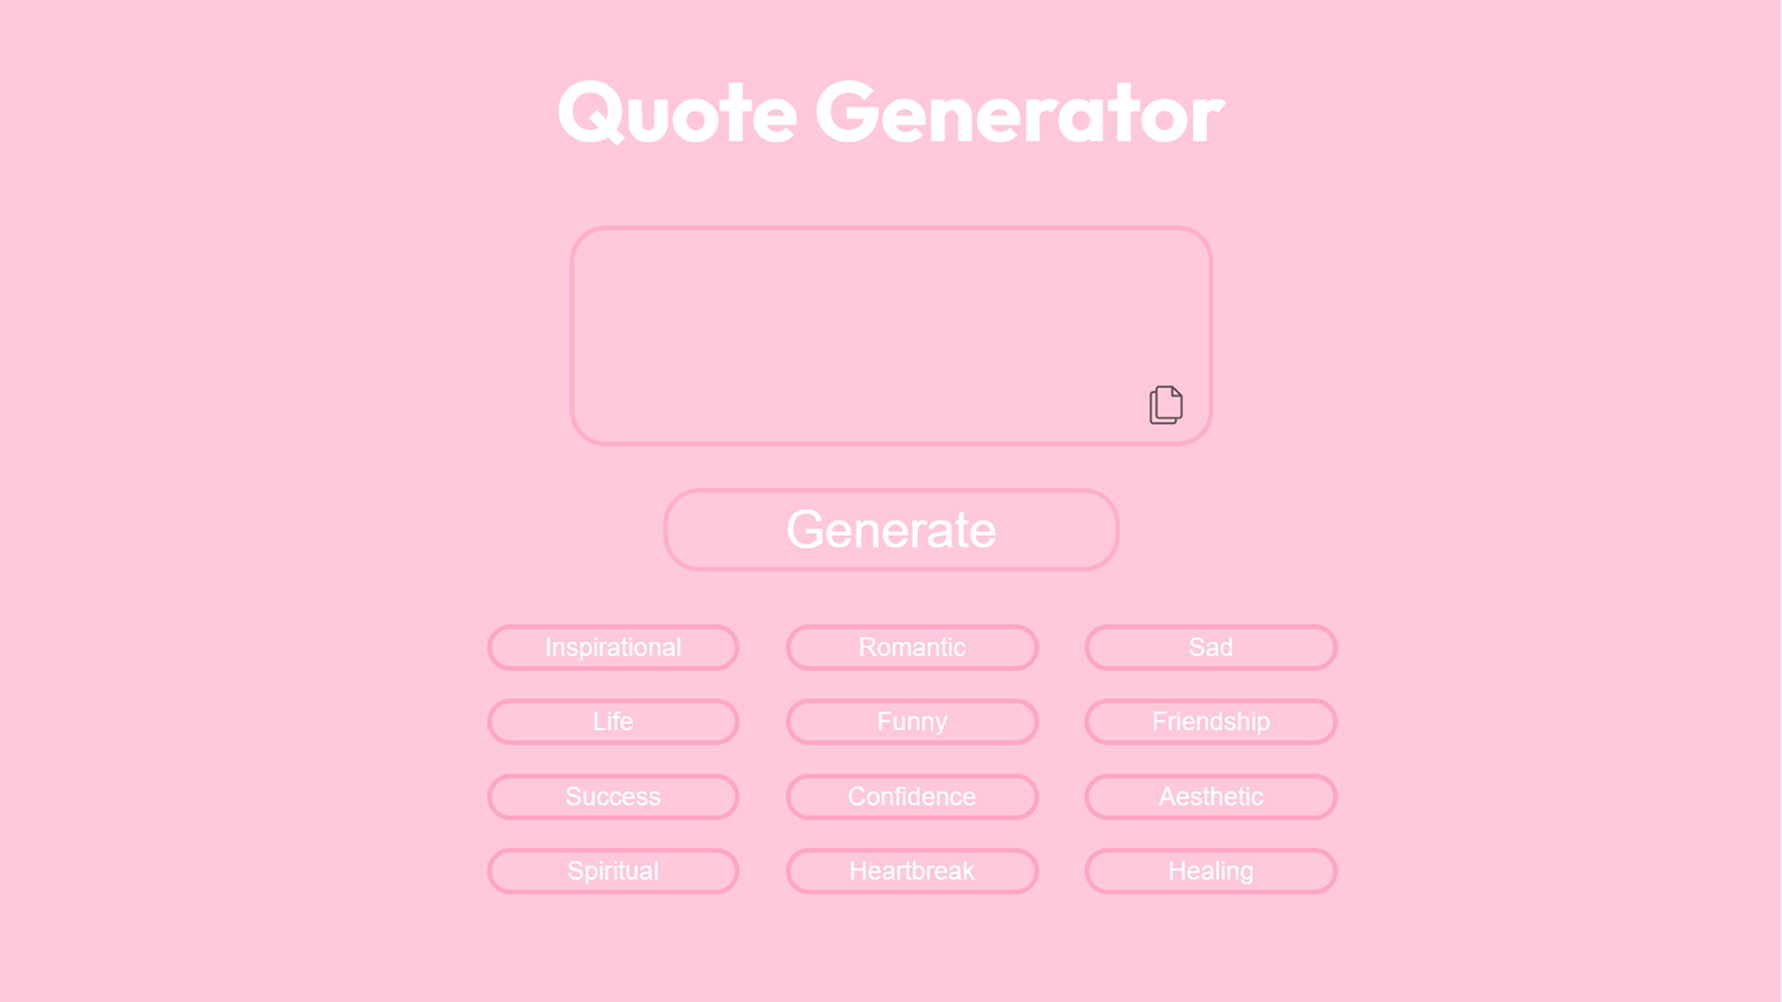 Quote Generator
Generate
Inspirational
Romantic
Sad
Life
Funny
Friendship
Success
Confidence
Aesthetic
Spiritual
Heartbreak
Healing